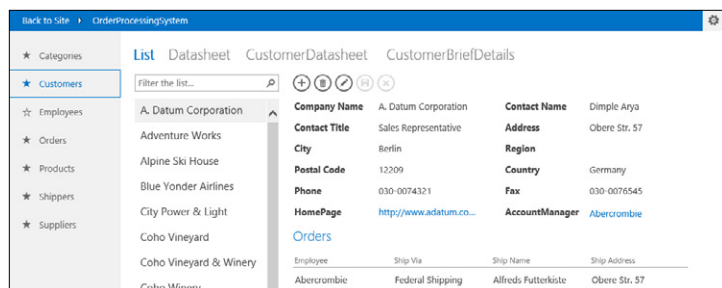 Back to Site ▸ OrderProcessingSystem
Categories
Customers
Employees
Orders
Products
Shippers
Suppliers
List Datasheet CustomerDatasheet CustomerBriefDetails
Filter the list...
A. Datum Corporation
Adventure Works
Alpine Ski House
Blue Yonder Airlines
City Power & Light
Coho Vineyard
Coho Vineyard & Winery
Coho Winery
Company Name A. Datum Corporation Contact Name Dimple Arya
Contact Title Sales Representative Address Obere Str. 57
City Berlin Region
Postal Code 12209 Country Germany
Phone 030-0074321 Fax 030-0076545
HomePage http://www.adatum.co... AccountManager Abercrombie
Orders
Employee Ship Via Ship Name Ship Address
Abercrombie Federal Shipping Alfreds Futterkiste Obere Str. 57